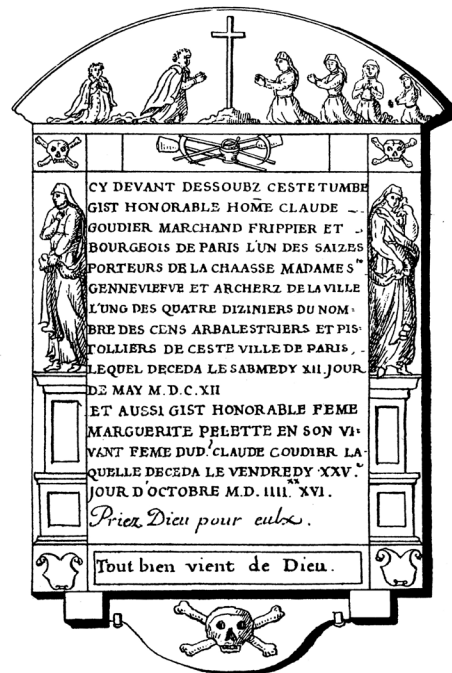 CY DEVANT DESSOUBZ CESTE TUMBE
GIST HONORABLE HOM̃E CLAUDE
GOUDIER MARCHAND FRIPPIER ET
BOURGEOIS DE PARIS L'UN DES SAIZES
PORTEURS DE LA CHAASSE MADAME Sᵗᵉ
GENNEVIEFVE ET ARCHERZ DE LA VILLE
L'UNG DES QUATRE DIZINIERS DU NOM=
BRE DES CENS ARBALESTRIERS ET PIS=
TOLLIERS DE CESTE VILLE DE PARIS,
LEQUEL DECEDA LE SABMEDY XII. JOUR
DE MAY M.D.C.XII
ET AUSSI GIST HONORABLE FEME
MARGUERITE PELETTE EN SON VI=
VANT FEME DUD.ᵗ CLAUDE GOUDIER LA=
QUELLE DECEDA LE VENDREDY XXV.ᵉ
JOUR D'OCTOBRE M.D. IIII.ˣˣ XVI.
Priez Dieu pour eulx.
Tout bien vient de Dieu.